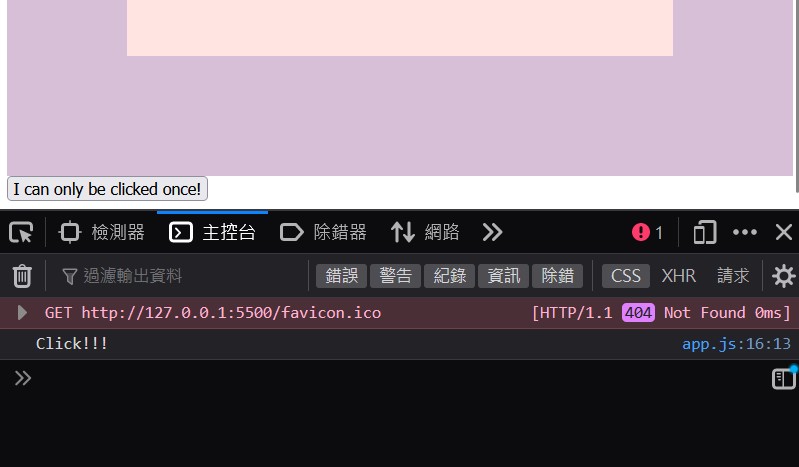 I can only be clicked once!
檢測器 主控台 除錯器 網路 1
過濾輸出資料 錯誤 警告 紀錄 資訊 除錯 CSS XHR 請求
GET http://127.0.0.1:5500/favicon.ico [HTTP/1.1 404 Not Found 0ms]
Click!!! app.js:16:13